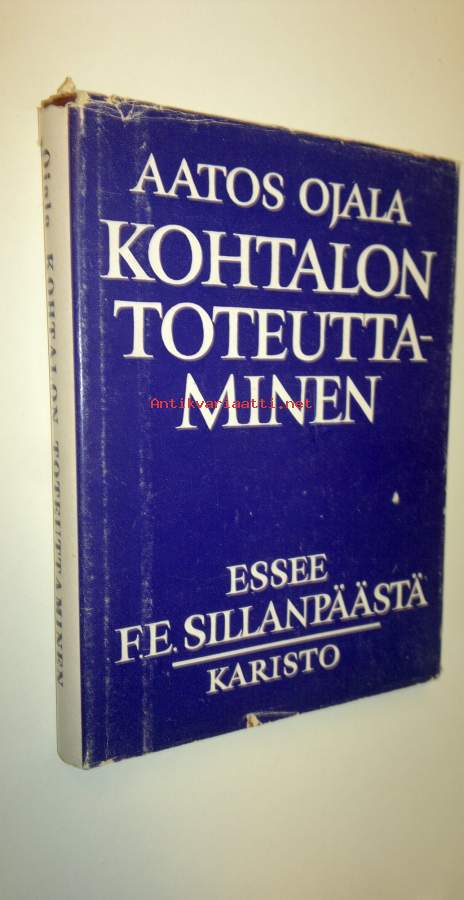 AATOS OJALA
KOHTALON
TOTEUTTA-
MINEN
Antikvariaatti.net
ESSEE
F.E. SILLANPÄÄSTÄ
KARISTO
Ojala KOHTALON TOTEUTTAMINEN